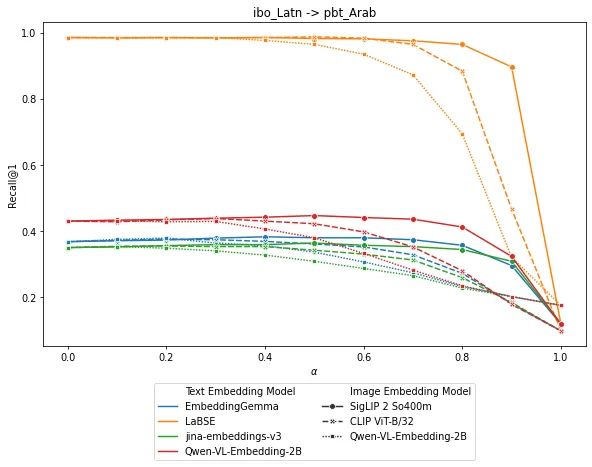 ibo_Latn -> pbt_Arab
Recall@1
1.0
0.8
0.6
0.4
0.2
0.0 0.2 0.4 0.6 0.8 1.0
α
Text Embedding Model Image Embedding Model
EmbeddingGemma SigLIP 2 So400m
LaBSE CLIP ViT-B/32
jina-embeddings-v3 Qwen-VL-Embedding-2B
Qwen-VL-Embedding-2B